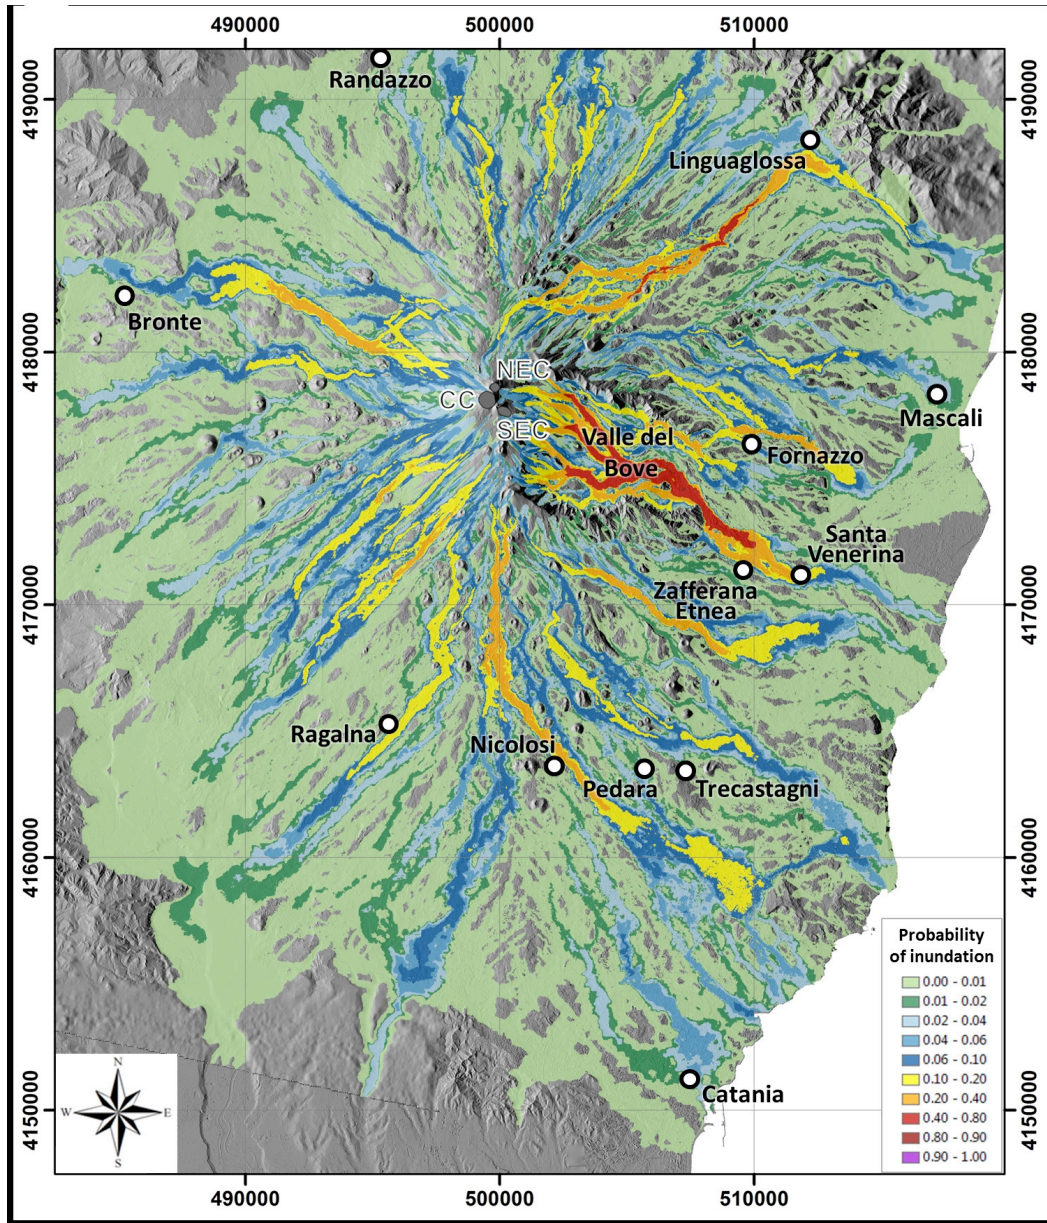 490000
500000
510000
4190000
4190000
Randazzo
Linguaglossa
Bronte
4180000
4180000
NEC
CC
SEC
Mascali
Valle del
Bove
Fornazzo
Santa
Venerina
Zafferana
Etnea
4170000
4170000
Ragalna
Nicolosi
Pedara
Trecastagni
4160000
4160000
Probability
of inundation
0.00 - 0.01
0.01 - 0.02
0.02 - 0.04
0.04 - 0.06
0.06 - 0.10
0.10 - 0.20
0.20 - 0.40
0.40 - 0.80
0.80 - 0.90
0.90 - 1.00
N
W
E
S
Catania
4150000
4150000
490000
500000
510000